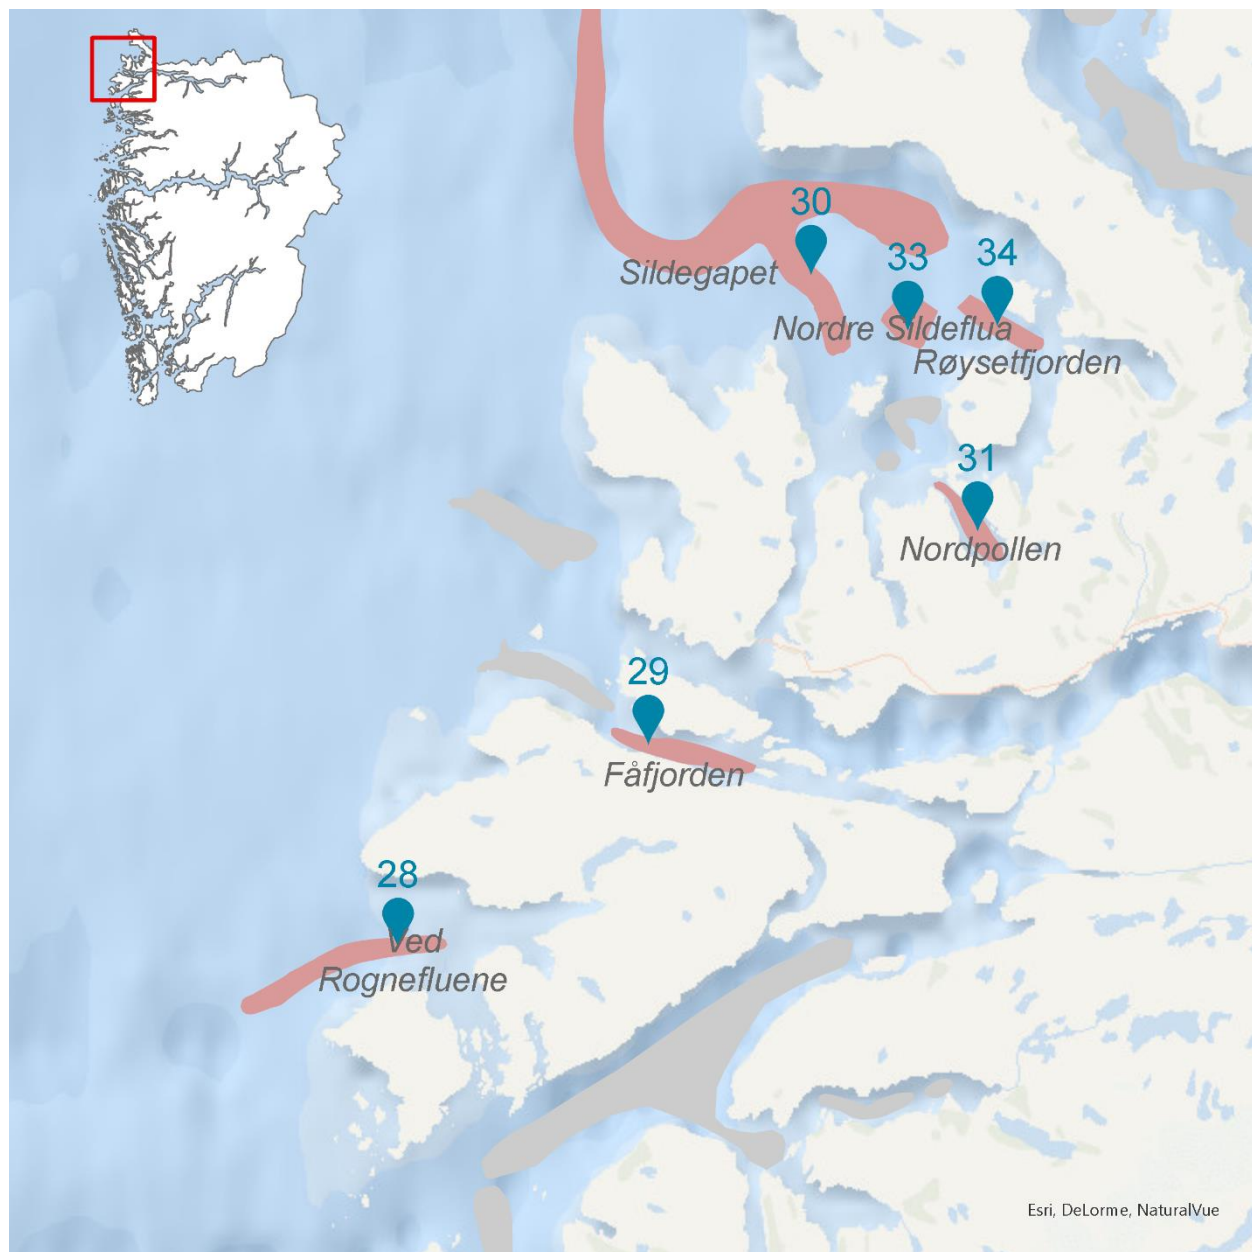 30
Sildegapet
33
34
Nordre Sildeflua
Røysetfjorden
31
Nordpollen
29
Fåfjorden
28
Ved
Rognefluene
Esri, DeLorme, NaturalVue